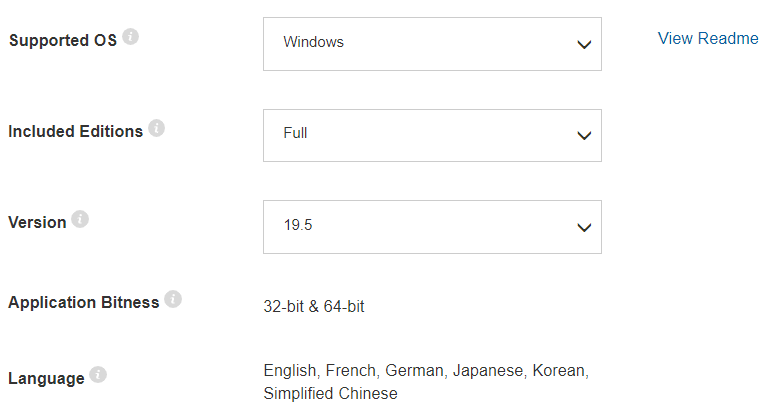 Supported OS
Windows
View Readme
Included Editions
Full
Version
19.5
Application Bitness
32-bit & 64-bit
Language
English, French, German, Japanese, Korean,
Simplified Chinese